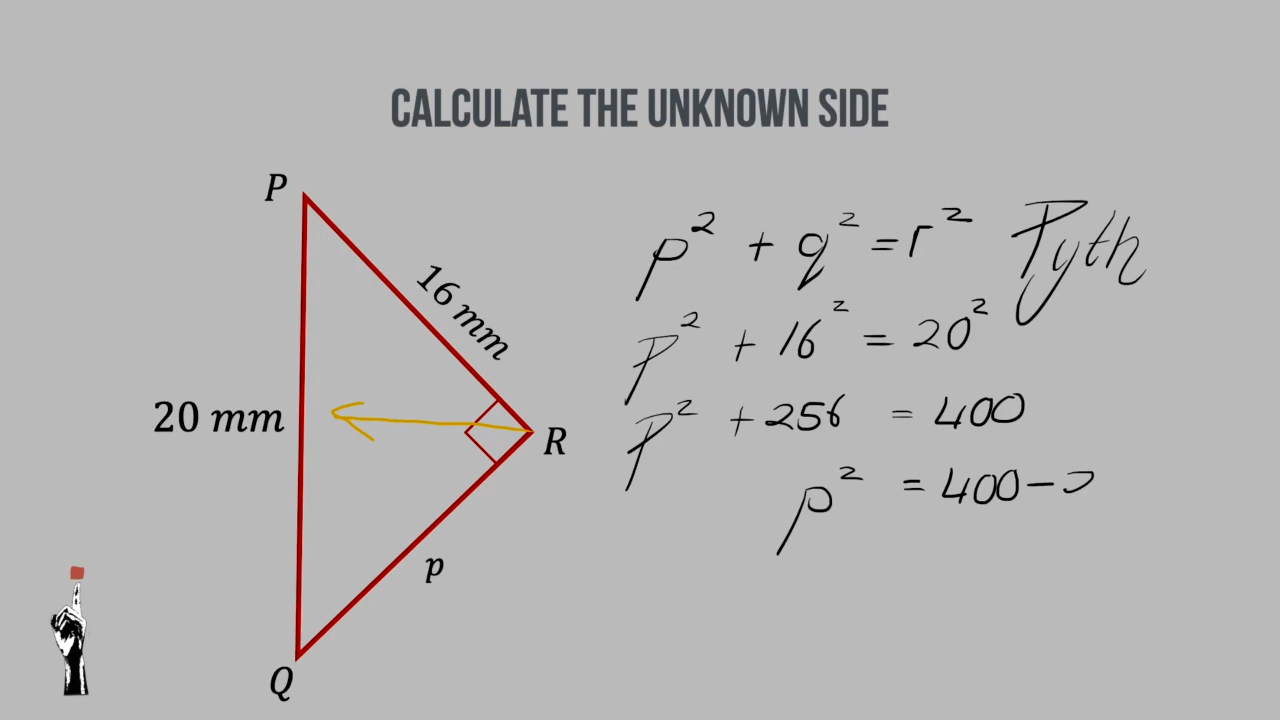 CALCULATE THE UNKNOWN SIDE
P
16 mm
20 mm
R
p
Q
p² + q² = r² Pyth
p² + 16² = 20²
p² + 256 = 400
p² = 400 -